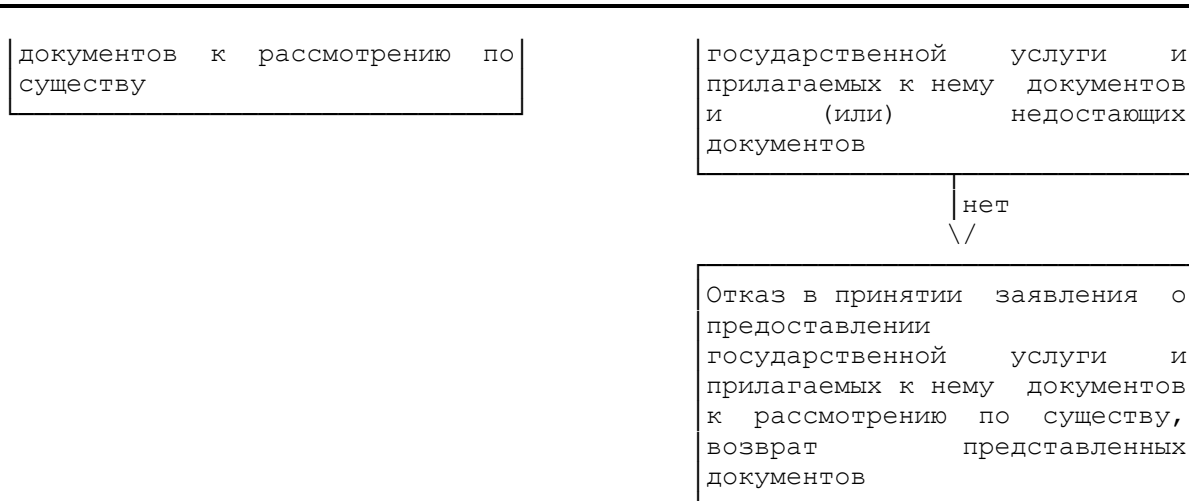 документов к рассмотрению по
существу
государственной услуги и
прилагаемых к нему документов
и (или) недостающих
документов
нет
\/
Отказ в принятии заявления о
предоставлении
государственной услуги и
прилагаемых к нему документов
к рассмотрению по существу,
возврат представленных
документов